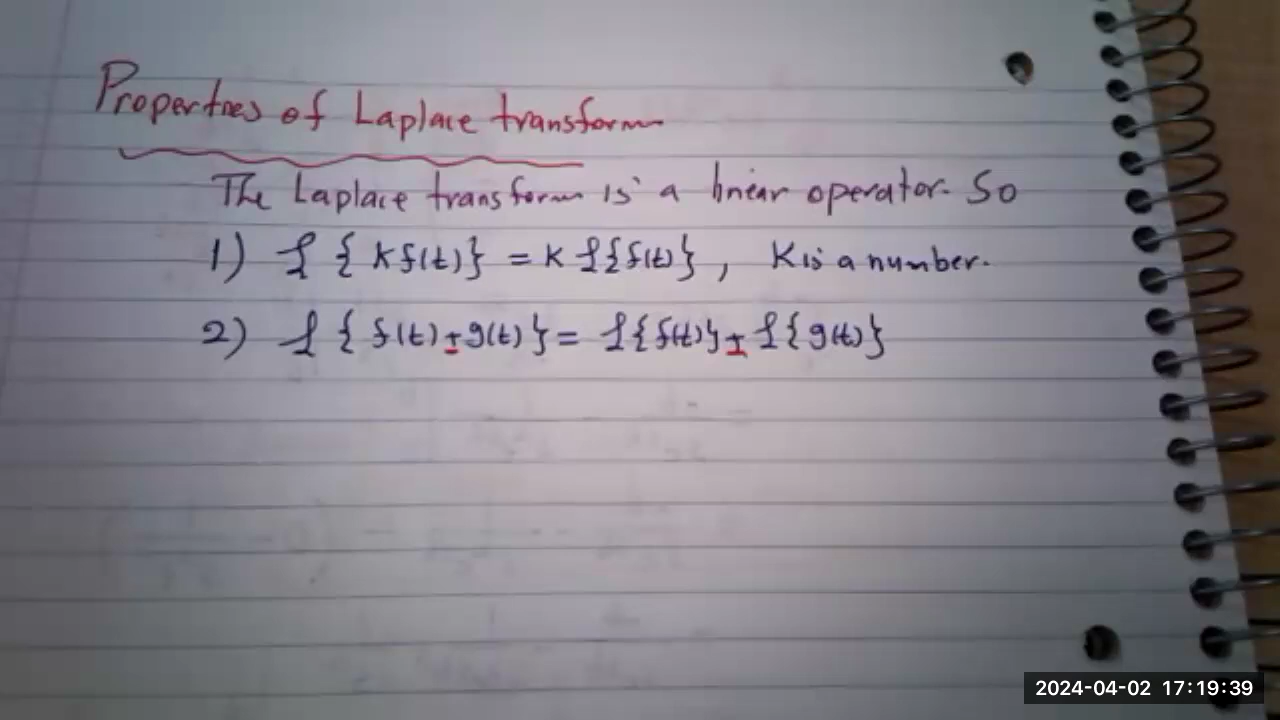 Properties of Laplace transform
The Laplace transform is a linear operator. So
1) ℒ { k f(t)} = k ℒ{f(t)}, K is a number.
2) ℒ { f(t) ± g(t) } = ℒ{f(t)} ± ℒ{ g(t)}
2024-04-02 17:19:39